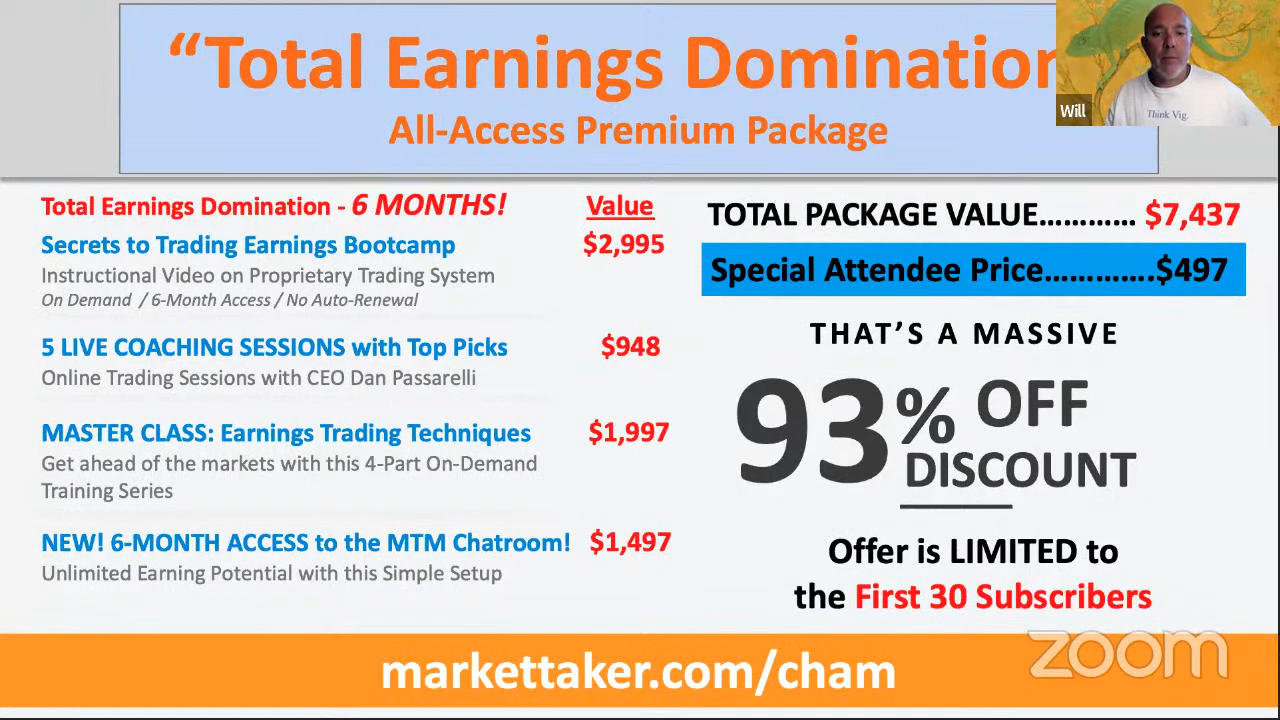 “Total Earnings Domination
All-Access Premium Package
Will
Think Vig.
Total Earnings Domination - 6 MONTHS!
Value
Secrets to Trading Earnings Bootcamp
$2,995
Instructional Video on Proprietary Trading System
On Demand / 6-Month Access / No Auto-Renewal
5 LIVE COACHING SESSIONS with Top Picks
$948
Online Trading Sessions with CEO Dan Passarelli
MASTER CLASS: Earnings Trading Techniques
$1,997
Get ahead of the markets with this 4-Part On-Demand
Training Series
NEW! 6-MONTH ACCESS to the MTM Chatroom!
$1,497
Unlimited Earning Potential with this Simple Setup
TOTAL PACKAGE VALUE………… $7,437
Special Attendee Price………….$497
THAT’S A MASSIVE
93% OFF
DISCOUNT
Offer is LIMITED to
the First 30 Subscribers
markettaker.com/cham
zoom